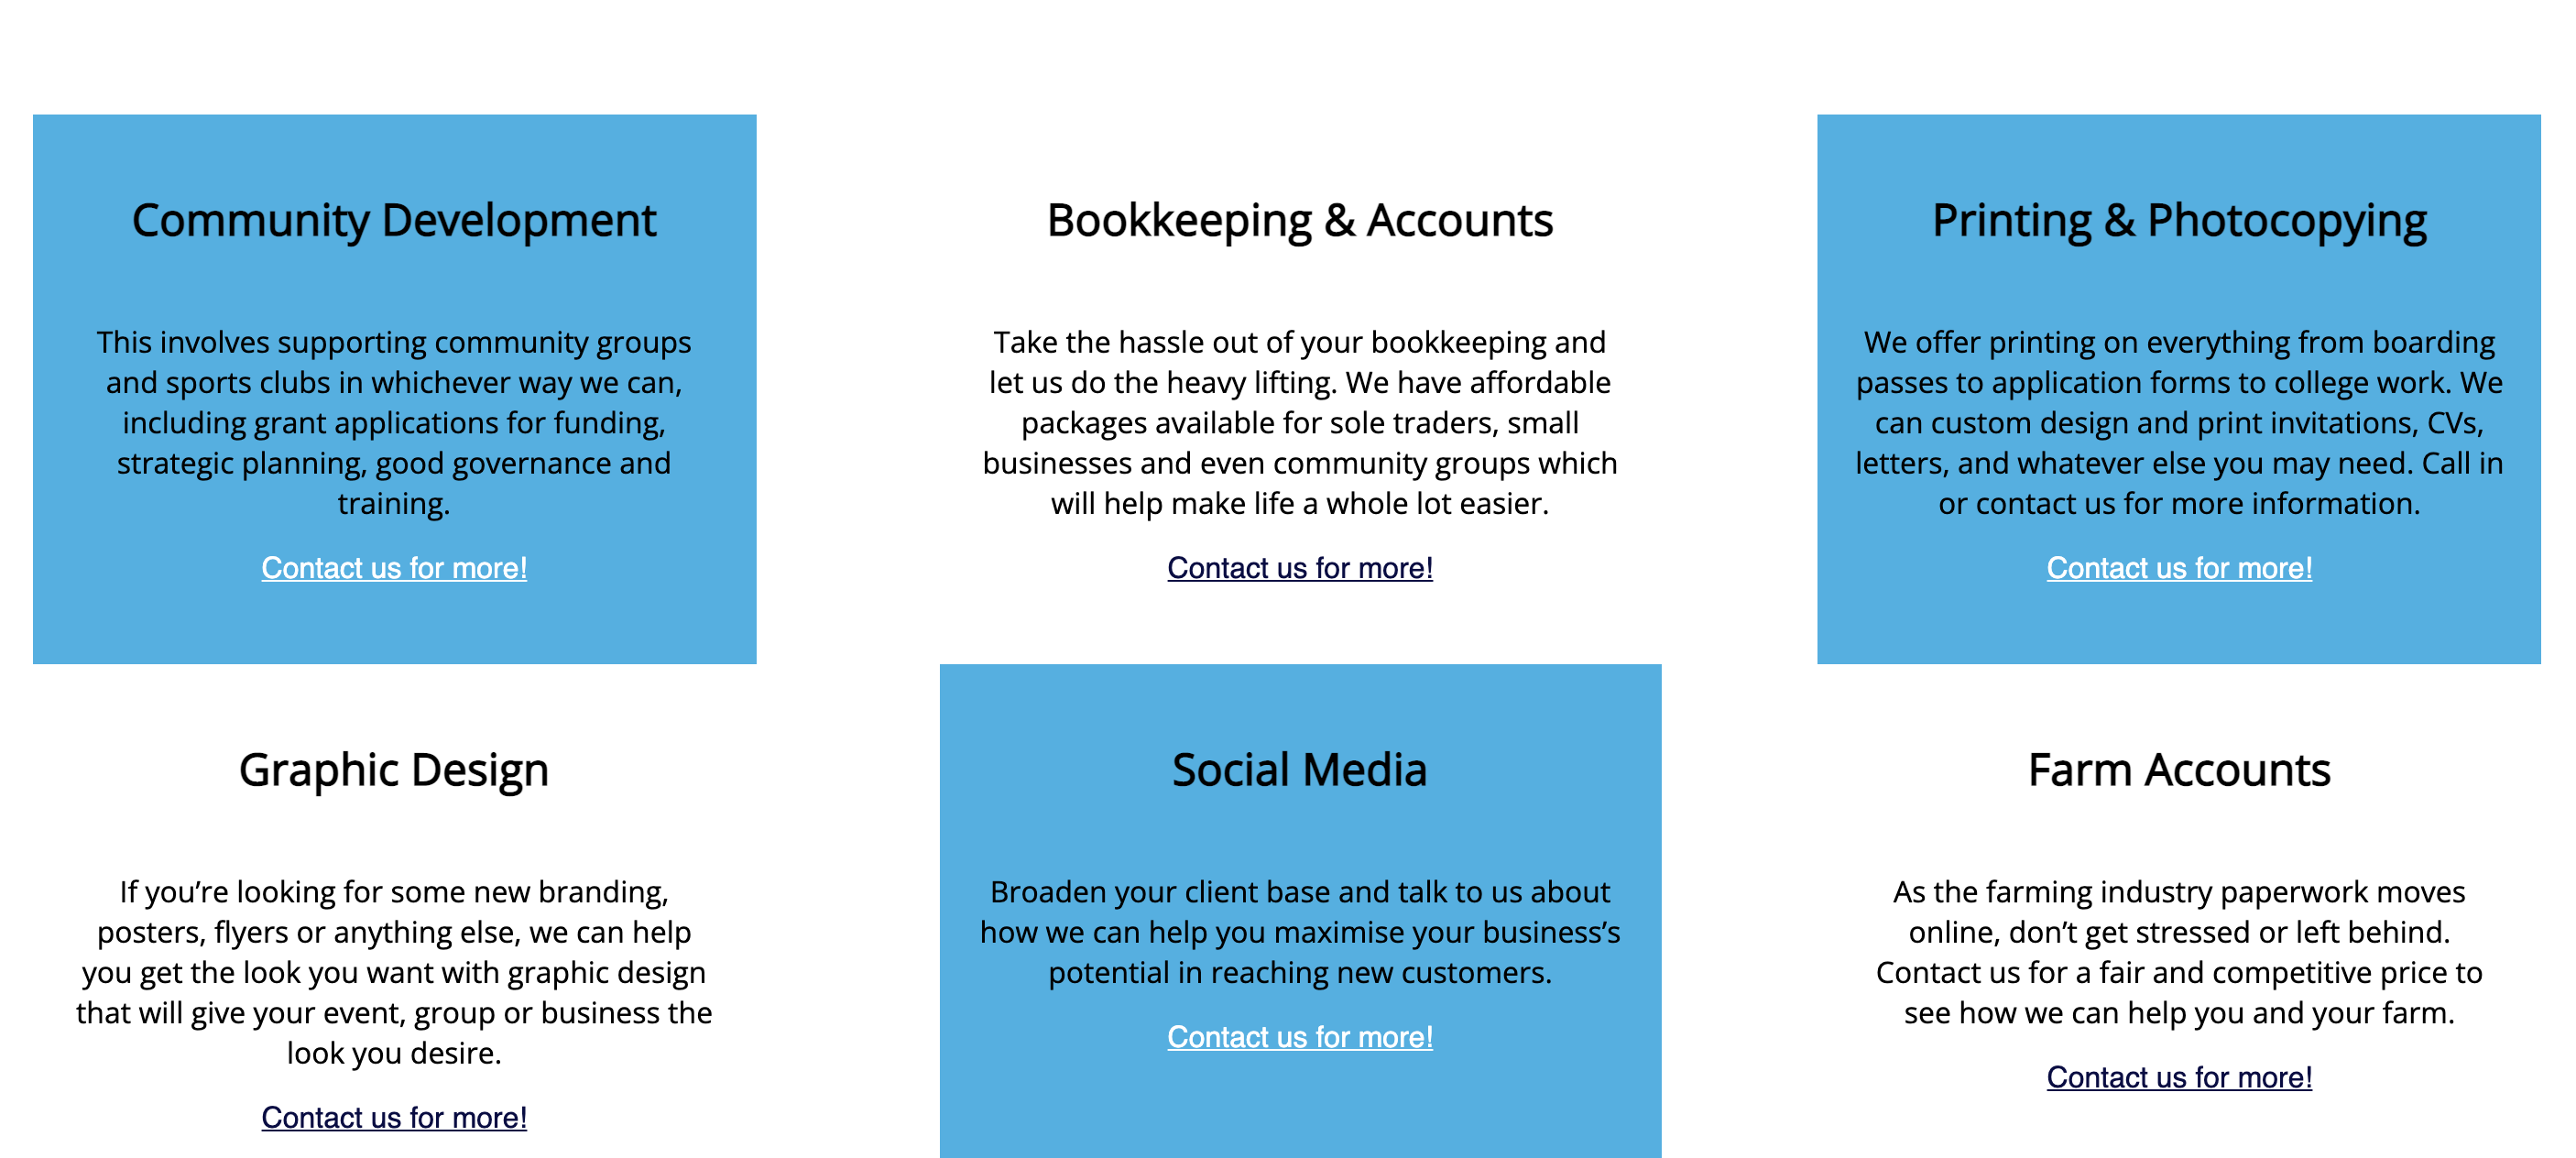 Community Development
This involves supporting community groups
and sports clubs in whichever way we can,
including grant applications for funding,
strategic planning, good governance and
training.
Contact us for more!
Bookkeeping & Accounts
Take the hassle out of your bookkeeping and
let us do the heavy lifting. We have affordable
packages available for sole traders, small
businesses and even community groups which
will help make life a whole lot easier.
Contact us for more!
Printing & Photocopying
We offer printing on everything from boarding
passes to application forms to college work. We
can custom design and print invitations, CVs,
letters, and whatever else you may need. Call in
or contact us for more information.
Contact us for more!
Graphic Design
If you’re looking for some new branding,
posters, flyers or anything else, we can help
you get the look you want with graphic design
that will give your event, group or business the
look you desire.
Contact us for more!
Social Media
Broaden your client base and talk to us about
how we can help you maximise your business’s
potential in reaching new customers.
Contact us for more!
Farm Accounts
As the farming industry paperwork moves
online, don’t get stressed or left behind.
Contact us for a fair and competitive price to
see how we can help you and your farm.
Contact us for more!